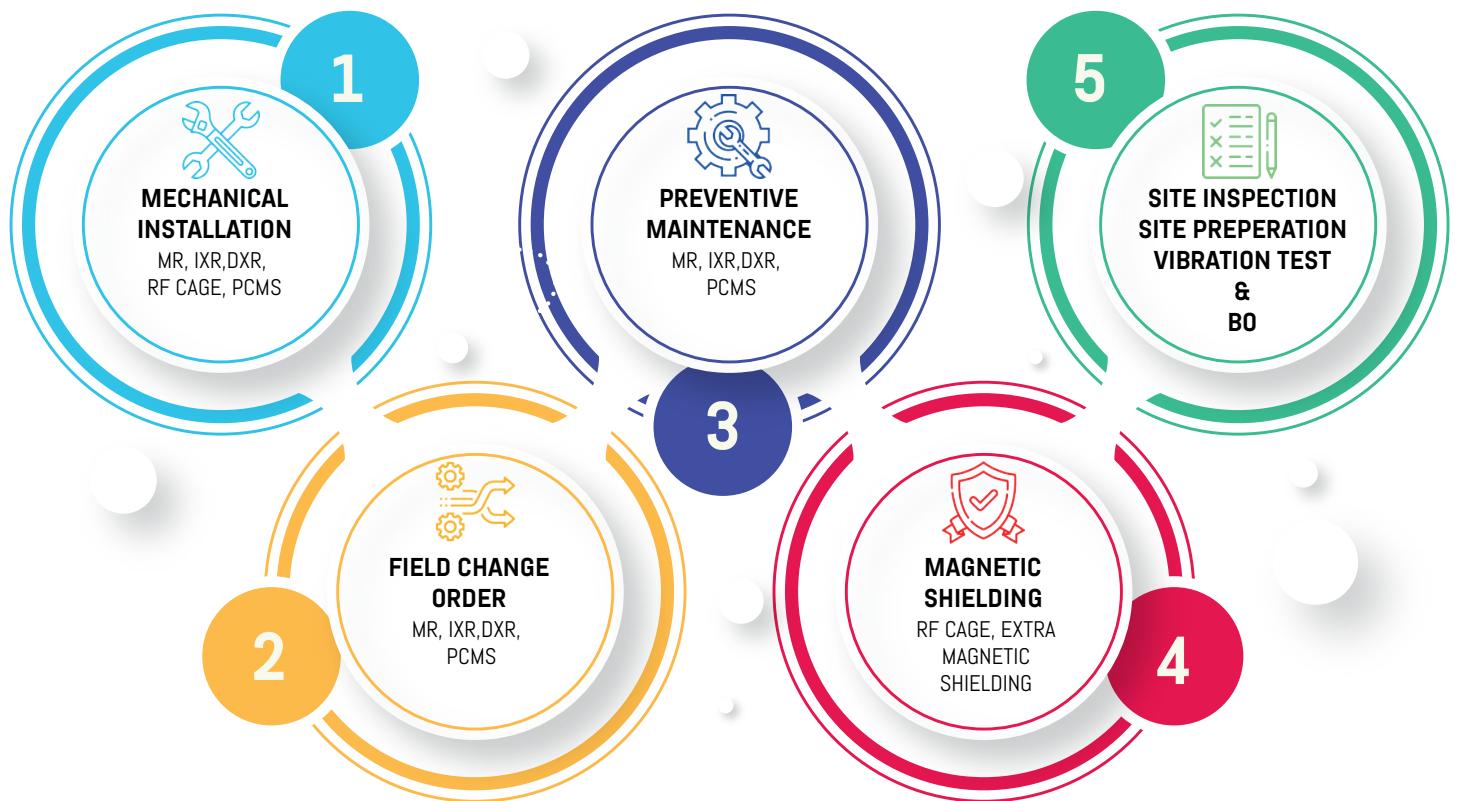 1
MECHANICAL
INSTALLATION
MR, IXR,DXR,
RF CAGE, PCMS
2
FIELD CHANGE
ORDER
MR, IXR,DXR,
PCMS
3
PREVENTIVE
MAINTENANCE
MR, IXR,DXR,
PCMS
4
MAGNETIC
SHIELDING
RF CAGE, EXTRA
MAGNETIC
SHIELDING
5
SITE INSPECTION
SITE PREPERATION
VIBRATION TEST
&
BO